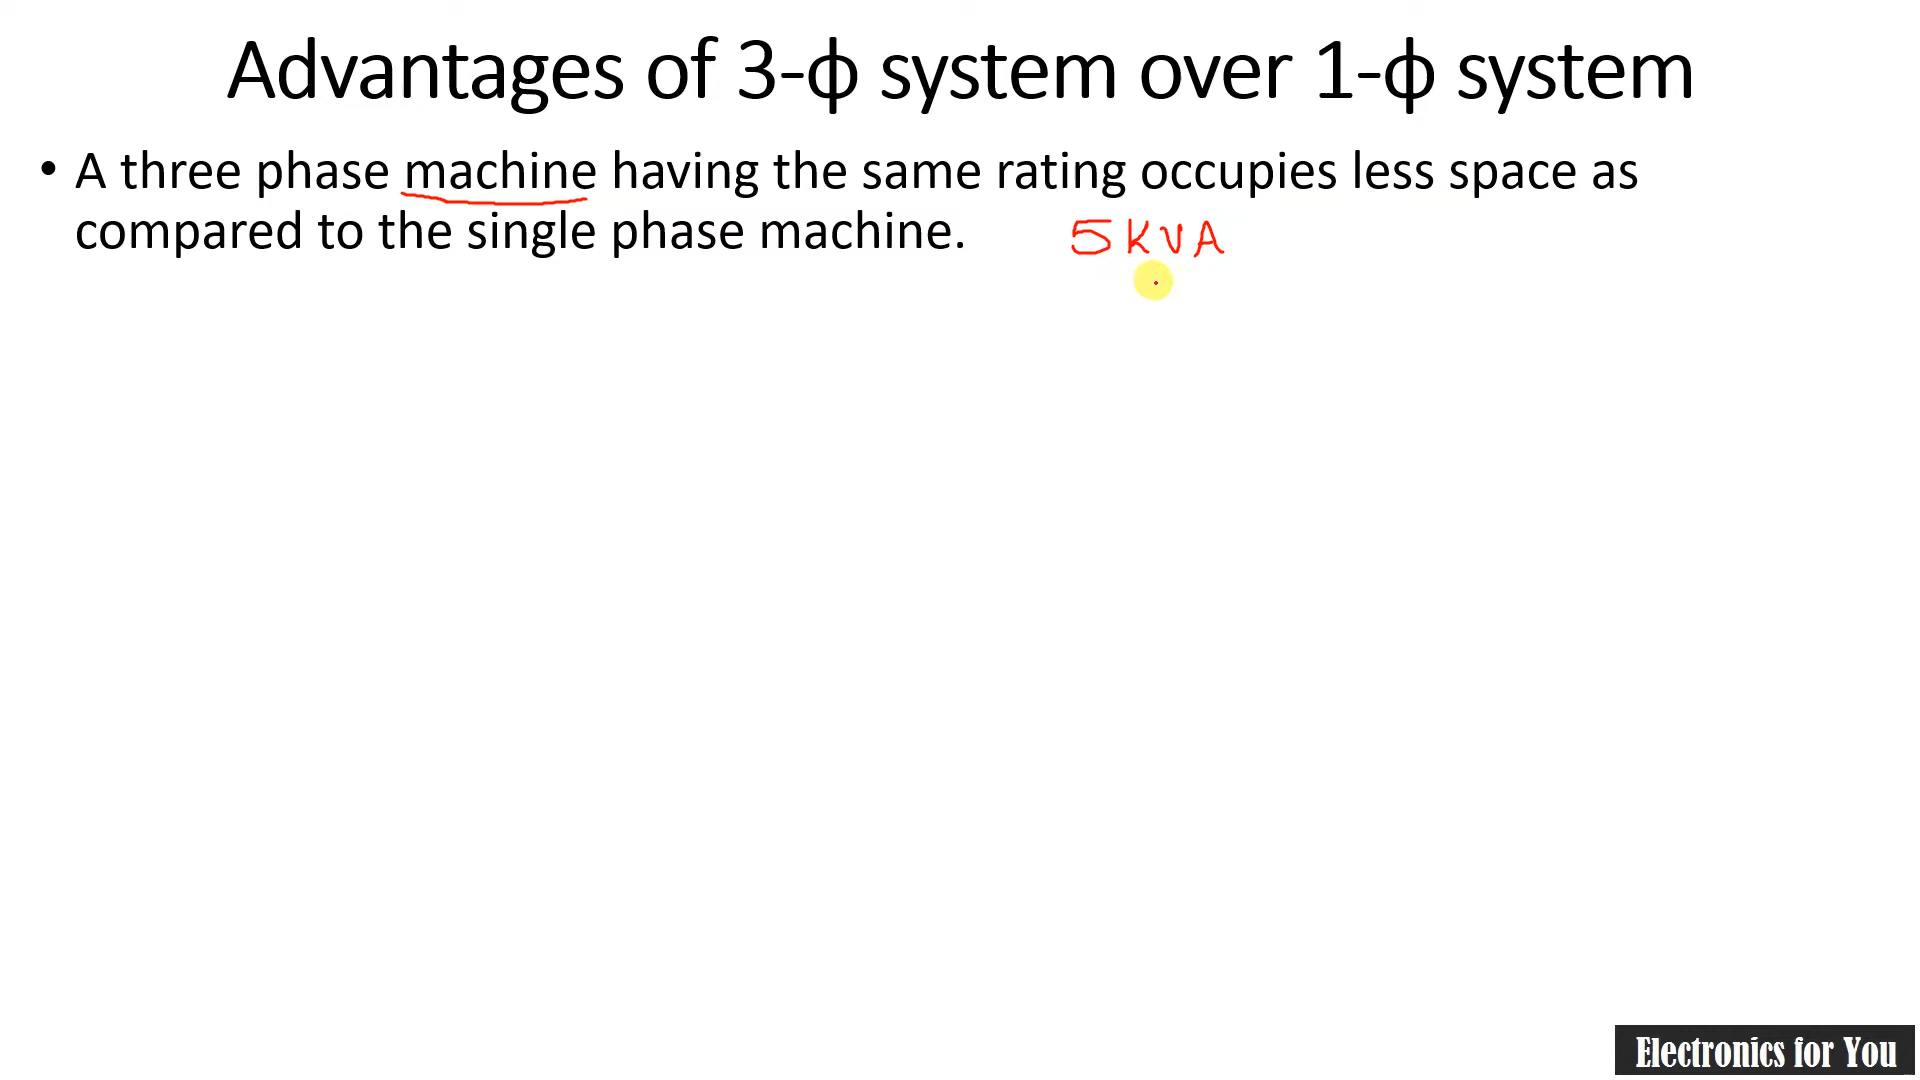 Advantages of 3-ϕ system over 1-ϕ system
• A three phase machine having the same rating occupies less space as
compared to the single phase machine. 5KVA
Electronics for You